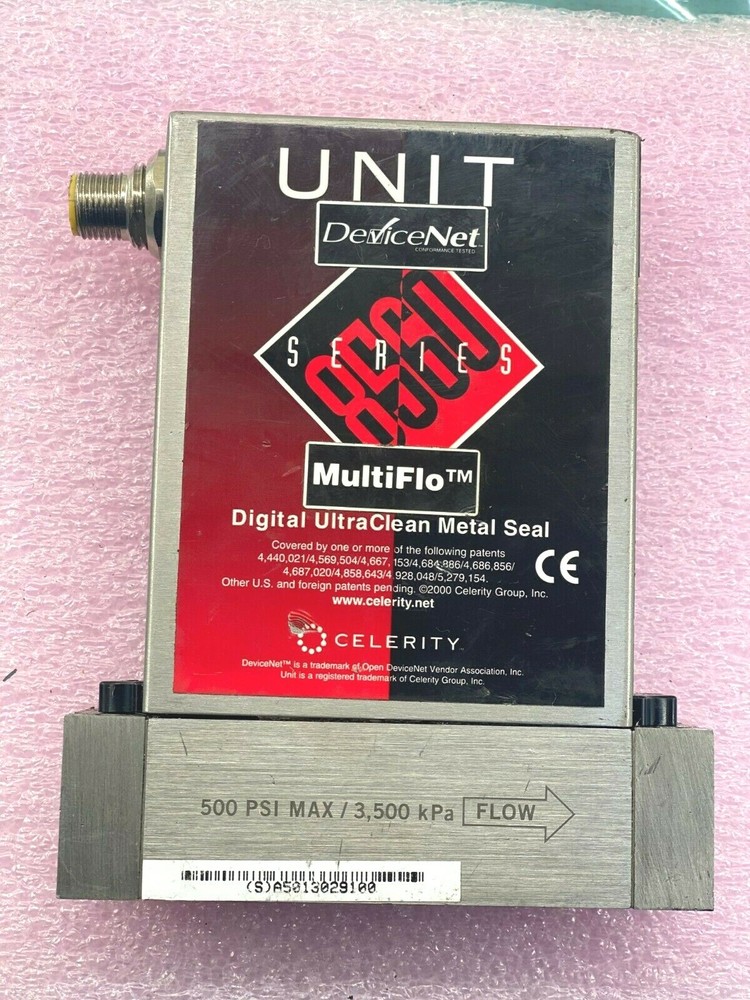 UNIT
DeviceNet™
CONFORMANCE TESTED
8560
SERIES
MultiFlo™
Digital UltraClean Metal Seal
Covered by one or more of the following patents
4,440,021/4,569,504/4,667,153/4,684,886/4,686,856/
4,687,020/4,858,643/4,928,048/5,279,154.
Other U.S. and foreign patents pending. ©2000 Celerity Group, Inc.
www.celerity.net
CE
CELERITY™
DeviceNet™ is a trademark of Open DeviceNet Vendor Association, Inc.
Unit is a registered trademark of Celerity Group, Inc.
500 PSI MAX / 3,500 kPa FLOW
(S)A5013029100